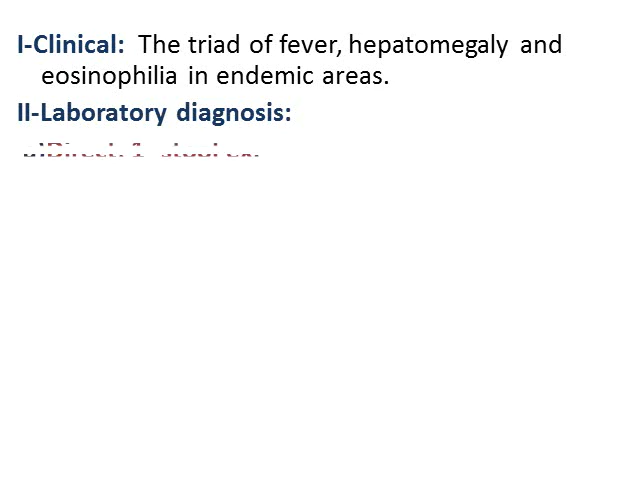 I-Clinical: The triad of fever, hepatomegaly and
eosinophilia in endemic areas.
II-Laboratory diagnosis: